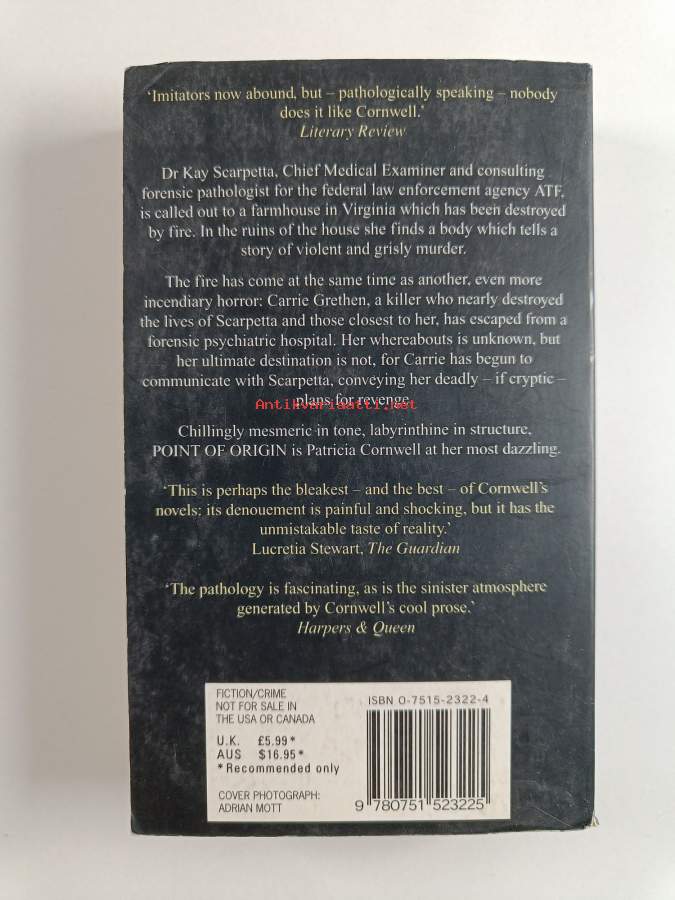 ‘Imitators now abound, but – pathologically speaking – nobody
does it like Cornwell.’
Literary Review
Dr Kay Scarpetta, Chief Medical Examiner and consulting
forensic pathologist for the federal law enforcement agency ATF,
is called out to a farmhouse in Virginia which has been destroyed
by fire. In the ruins of the house she finds a body which tells a
story of violent and grisly murder.
The fire has come at the same time as another, even more
incendiary horror: Carrie Grethen, a killer who nearly destroyed
the lives of Scarpetta and those closest to her, has escaped from a
forensic psychiatric hospital. Her whereabouts is unknown, but
her ultimate destination is not, for Carrie has begun to
communicate with Scarpetta, conveying her deadly – if cryptic –
plans for revenge.
Antikvariaatti.net
Chillingly mesmeric in tone, labyrinthine in structure,
POINT OF ORIGIN is Patricia Cornwell at her most dazzling.
‘This is perhaps the bleakest – and the best – of Cornwell’s
novels: its denouement is painful and shocking, but it has the
unmistakable taste of reality.’
Lucretia Stewart, The Guardian
‘The pathology is fascinating, as is the sinister atmosphere
generated by Cornwell’s cool prose.’
Harpers & Queen
FICTION/CRIME
NOT FOR SALE IN
THE USA OR CANADA
U.K. £5.99*
AUS $16.95*
*Recommended only
COVER PHOTOGRAPH:
ADRIAN MOTT
ISBN 0-7515-2322-4
9 780751 523225